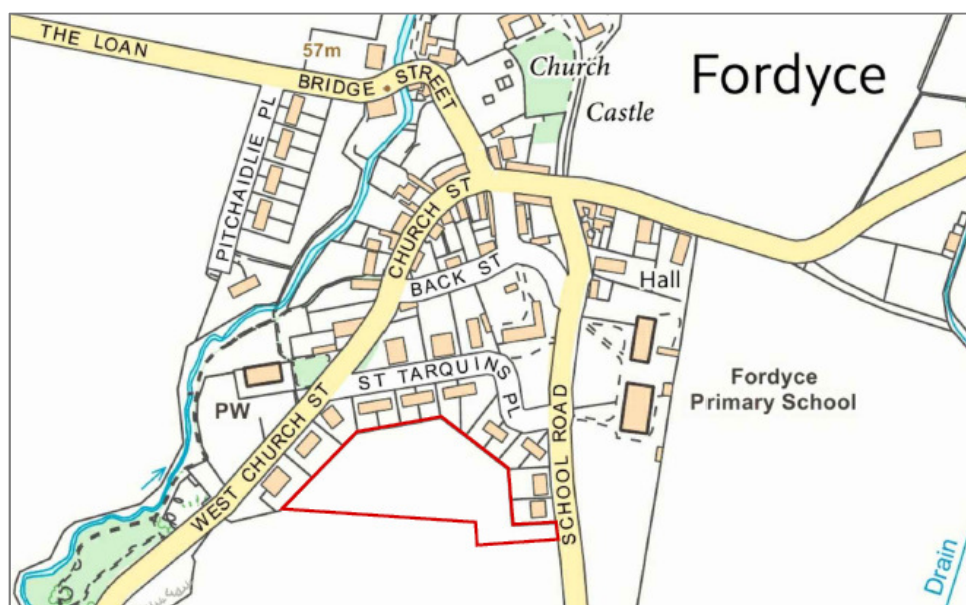 THE LOAN
57m
BRIDGE STREET
Church
Castle
Fordyce
PITCHAIDLIE PL
CHURCH ST
BACK ST
Hall
ST TARQUINS PL
PW
WEST CHURCH ST
SCHOOL ROAD
Fordyce
Primary School
Drain